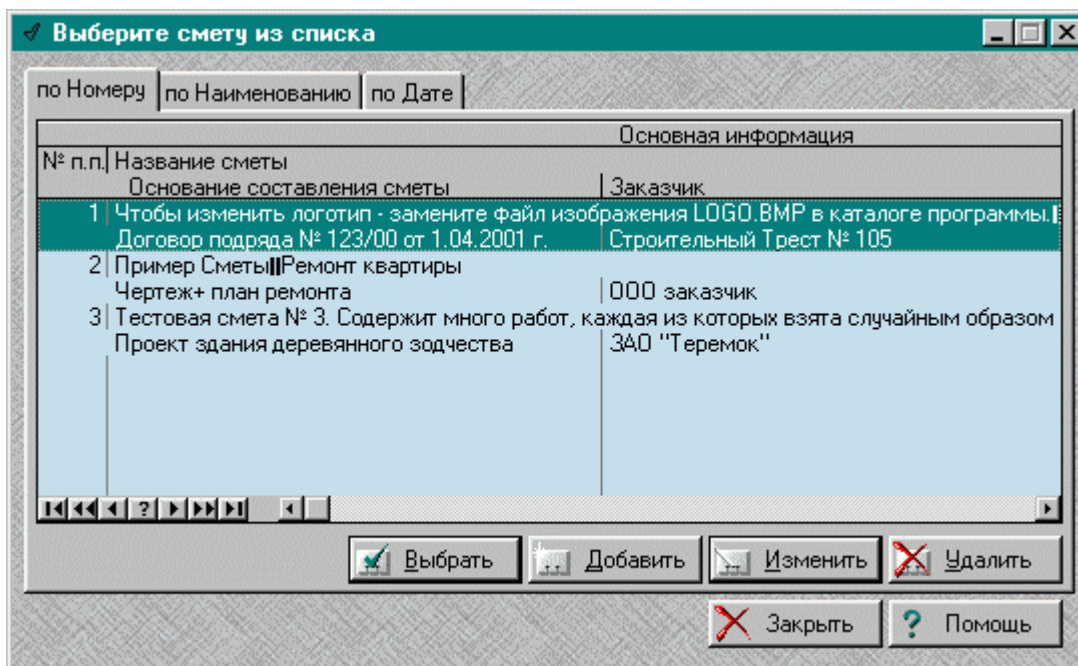 Выберите смету из списка
по Номеру по Наименованию по Дате
Основная информация
№ п.п. Название сметы
Основание составления сметы Заказчик
1 Чтобы изменить логотип - замените файл изображения LOGO.BMP в каталоге программы.
Договор подряда № 123/00 от 1.04.2001 г. Строительный Трест № 105
2 Пример Сметы||Ремонт квартиры
Чертеж+ план ремонта ООО заказчик
3 Тестовая смета № 3. Содержит много работ, каждая из которых взята случайным образом
Проект здания деревянного зодчества ЗАО "Теремок"
?
Выбрать Добавить Изменить Удалить
Закрыть ? Помощь